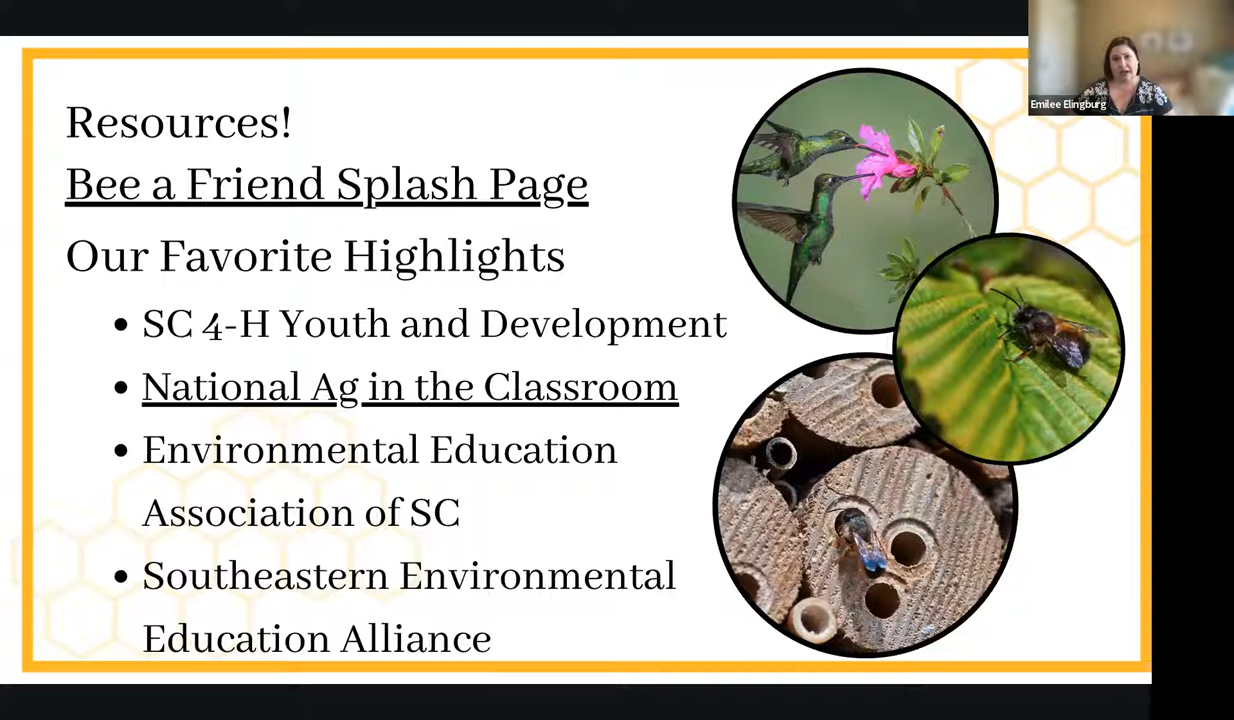 Emilee Elingburg
Resources!
Bee a Friend Splash Page
Our Favorite Highlights
• SC 4-H Youth and Development
• National Ag in the Classroom
• Environmental Education
Association of SC
• Southeastern Environmental
Education Alliance